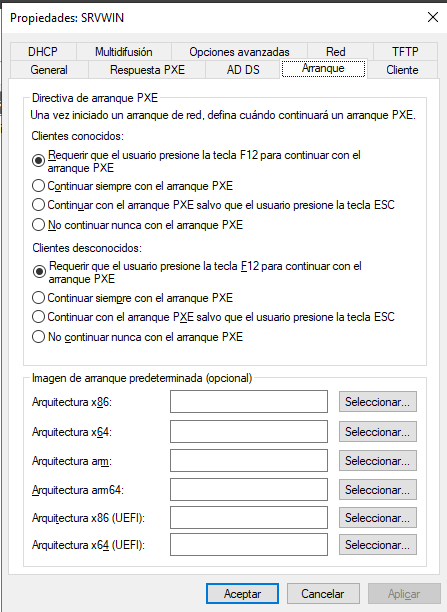 Propiedades: SRVWIN
DHCP Multidifusión Opciones avanzadas Red TFTP
General Respuesta PXE AD DS Arranque Cliente
Directiva de arranque PXE
Una vez iniciado un arranque de red, defina cuándo continuará un arranque PXE.
Clientes conocidos:
Requerir que el usuario presione la tecla F12 para continuar con el
arranque PXE
Continuar siempre con el arranque PXE
Continuar con el arranque PXE salvo que el usuario presione la tecla ESC
No continuar nunca con el arranque PXE
Clientes desconocidos:
Requerir que el usuario presione la tecla F12 para continuar con el
arranque PXE
Continuar siempre con el arranque PXE
Continuar con el arranque PXE salvo que el usuario presione la tecla ESC
No continuar nunca con el arranque PXE
Imagen de arranque predeterminada (opcional)
Arquitectura x86: Seleccionar...
Arquitectura x64: Seleccionar...
Arquitectura arm: Seleccionar...
Arquitectura arm64: Seleccionar...
Arquitectura x86 (UEFI): Seleccionar...
Arquitectura x64 (UEFI): Seleccionar...
Aceptar Cancelar Aplicar